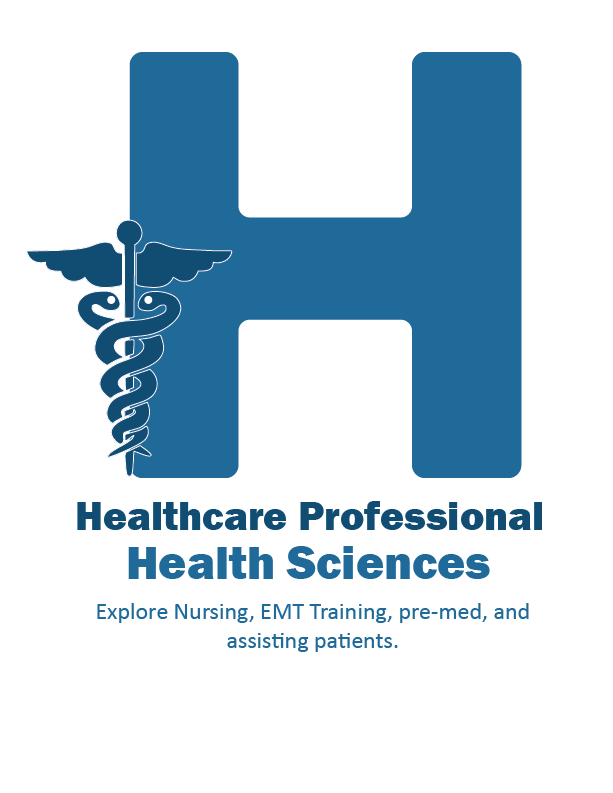 H
Healthcare Professional
Health Sciences
Explore Nursing, EMT Training, pre-med, and
assisting patients.